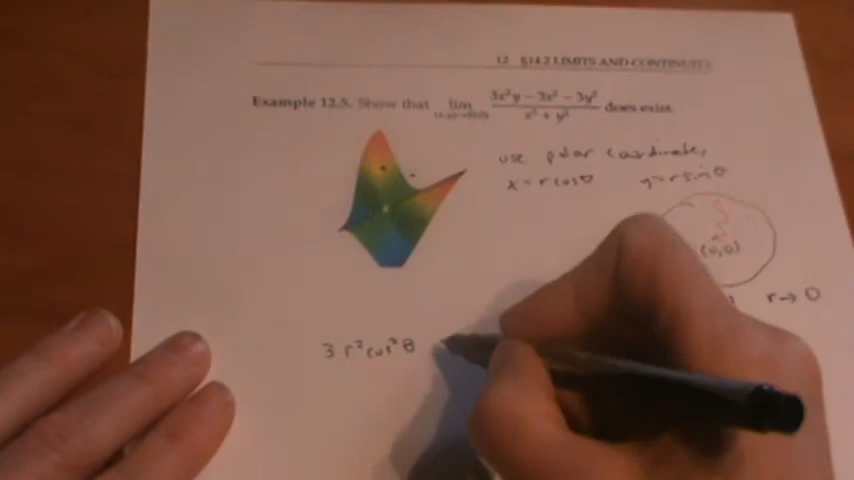 12 §14.2 LIMITS AND CONTINUITY
Example 12.5. Show that lim (x,y)→(0,0) 3x²y − 3x² − 3y² / x² + y² does exist.
use polar coordinates
x = r cos θ y = r sin θ
(0,0)
r → 0
3 r² cos² θ